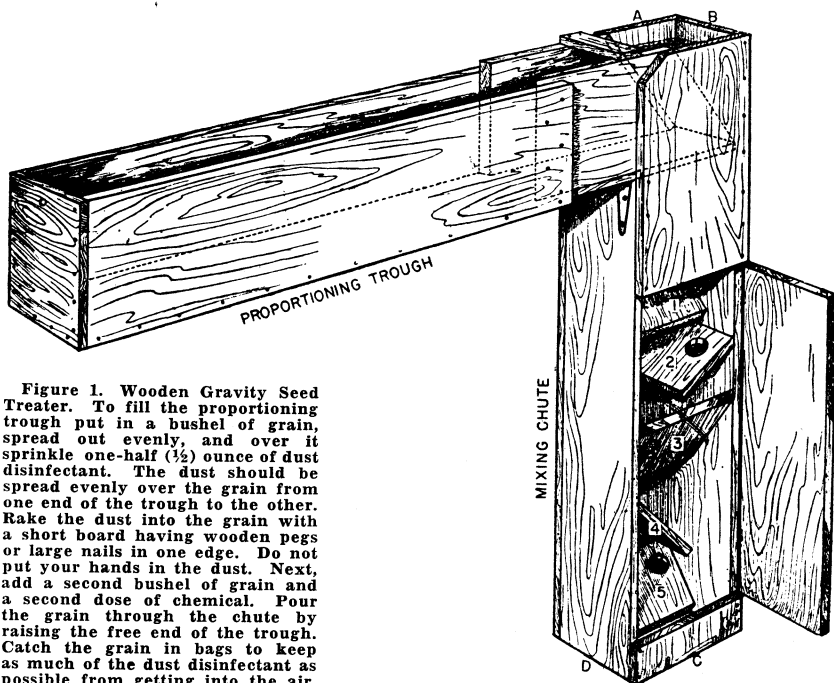 A B
PROPORTIONING TROUGH
MIXING CHUTE
1
2
3
4
5
D C
Figure 1. Wooden Gravity Seed
Treater. To fill the proportioning
trough put in a bushel of grain,
spread out evenly, and over it
sprinkle one-half (½) ounce of dust
disinfectant. The dust should be
spread evenly over the grain from
one end of the trough to the other.
Rake the dust into the grain with
a short board having wooden pegs
or large nails in one edge. Do not
put your hands in the dust. Next,
add a second bushel of grain and
a second dose of chemical. Pour
the grain through the chute by
raising the free end of the trough.
Catch the grain in bags to keep
as much of the dust disinfectant as
possible from getting into the air.